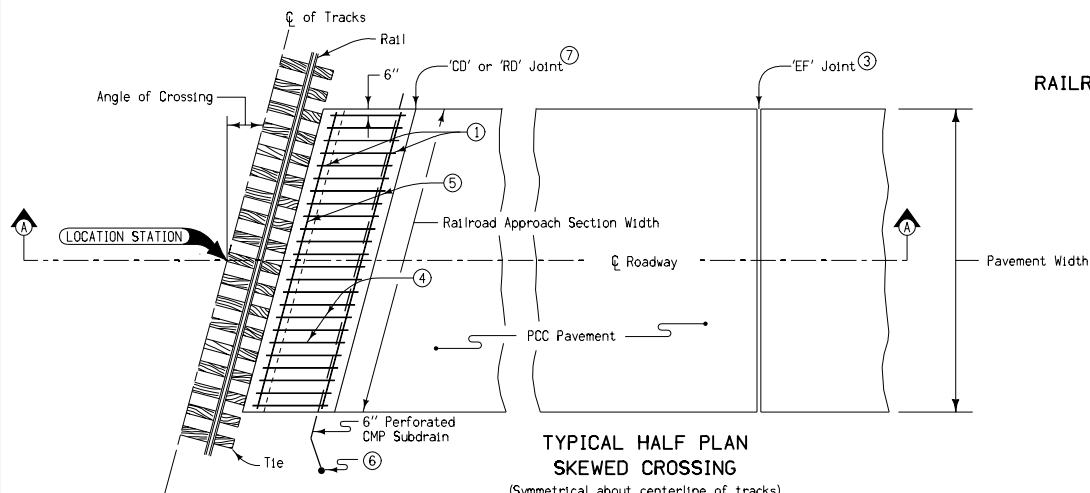 ℄ of Tracks
Rail
6"
'CD' or 'RD' Joint 7
'EF' Joint 3
RAILR
Angle of Crossing
1
5
A
LOCATION STATION
Railroad Approach Section Width
A
℄ Roadway
Pavement Width
4
PCC Pavement
6" Perforated
CMP Subdrain
Tie
6
TYPICAL HALF PLAN
SKEWED CROSSING
(Symmetrical about centerline of tracks)